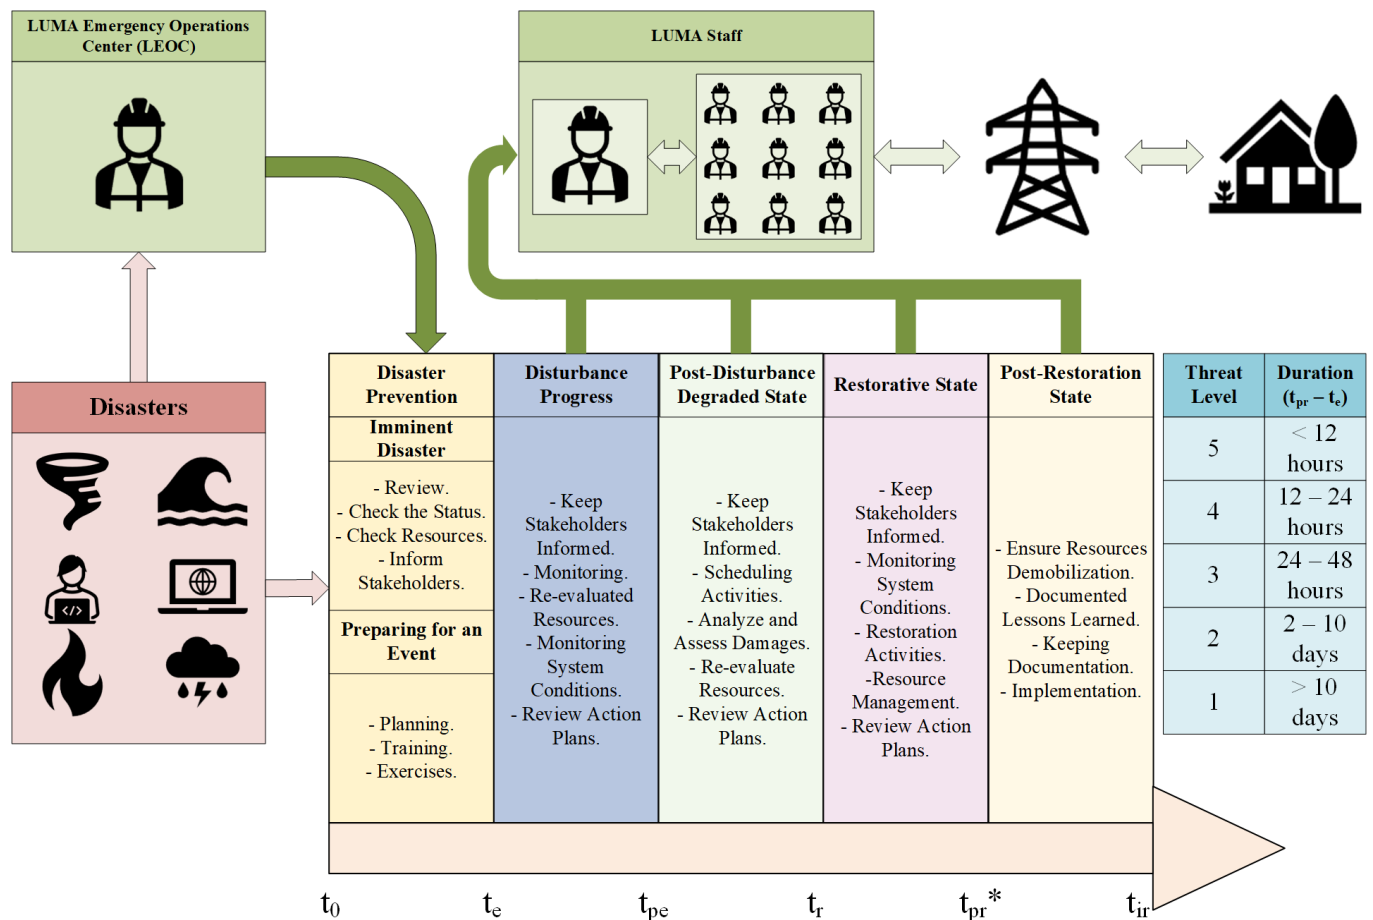 LUMA Emergency Operations
Center (LEOC)
LUMA Staff
Disasters
Disaster
Prevention
Imminent
Disaster
- Review.
- Check the Status.
- Check Resources.
- Inform
Stakeholders.
Preparing for an
Event
- Planning.
- Training.
- Exercises.
Disturbance
Progress
- Keep
Stakeholders
Informed.
- Monitoring.
- Re-evaluated
Resources.
- Monitoring
System
Conditions.
- Review Action
Plans.
Post-Disturbance
Degraded State
- Keep
Stakeholders
Informed.
- Scheduling
Activities.
- Analyze and
Assess Damages.
- Re-evaluate
Resources.
- Review Action
Plans.
Restorative State
- Keep
Stakeholders
Informed.
- Monitoring
System
Conditions.
- Restoration
Activities.
-Resource
Management.
- Review Action
Plans.
Post-Restoration
State
- Ensure Resources
Demobilization.
- Documented
Lessons Learned.
- Keeping
Documentation.
- Implementation.
Threat
Level
Duration
(tpr – te)
5
< 12
hours
4
12 – 24
hours
3
24 – 48
hours
2
2 – 10
days
1
> 10
days
t0 te tpe tr tpr* tir